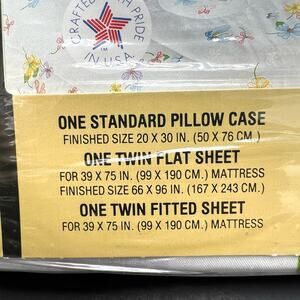 CRAFTED WITH PRIDE
IN U.S.A.
ONE STANDARD PILLOW CASE
FINISHED SIZE 20 X 30 IN. (50 X 76 CM.)
ONE TWIN FLAT SHEET
FOR 39 X 75 IN. (99 X 190 CM.) MATTRESS
FINISHED SIZE 66 X 96 IN. (167 X 243 CM.)
ONE TWIN FITTED SHEET
FOR 39 X 75 IN. (99 X 190 CM.) MATTRESS